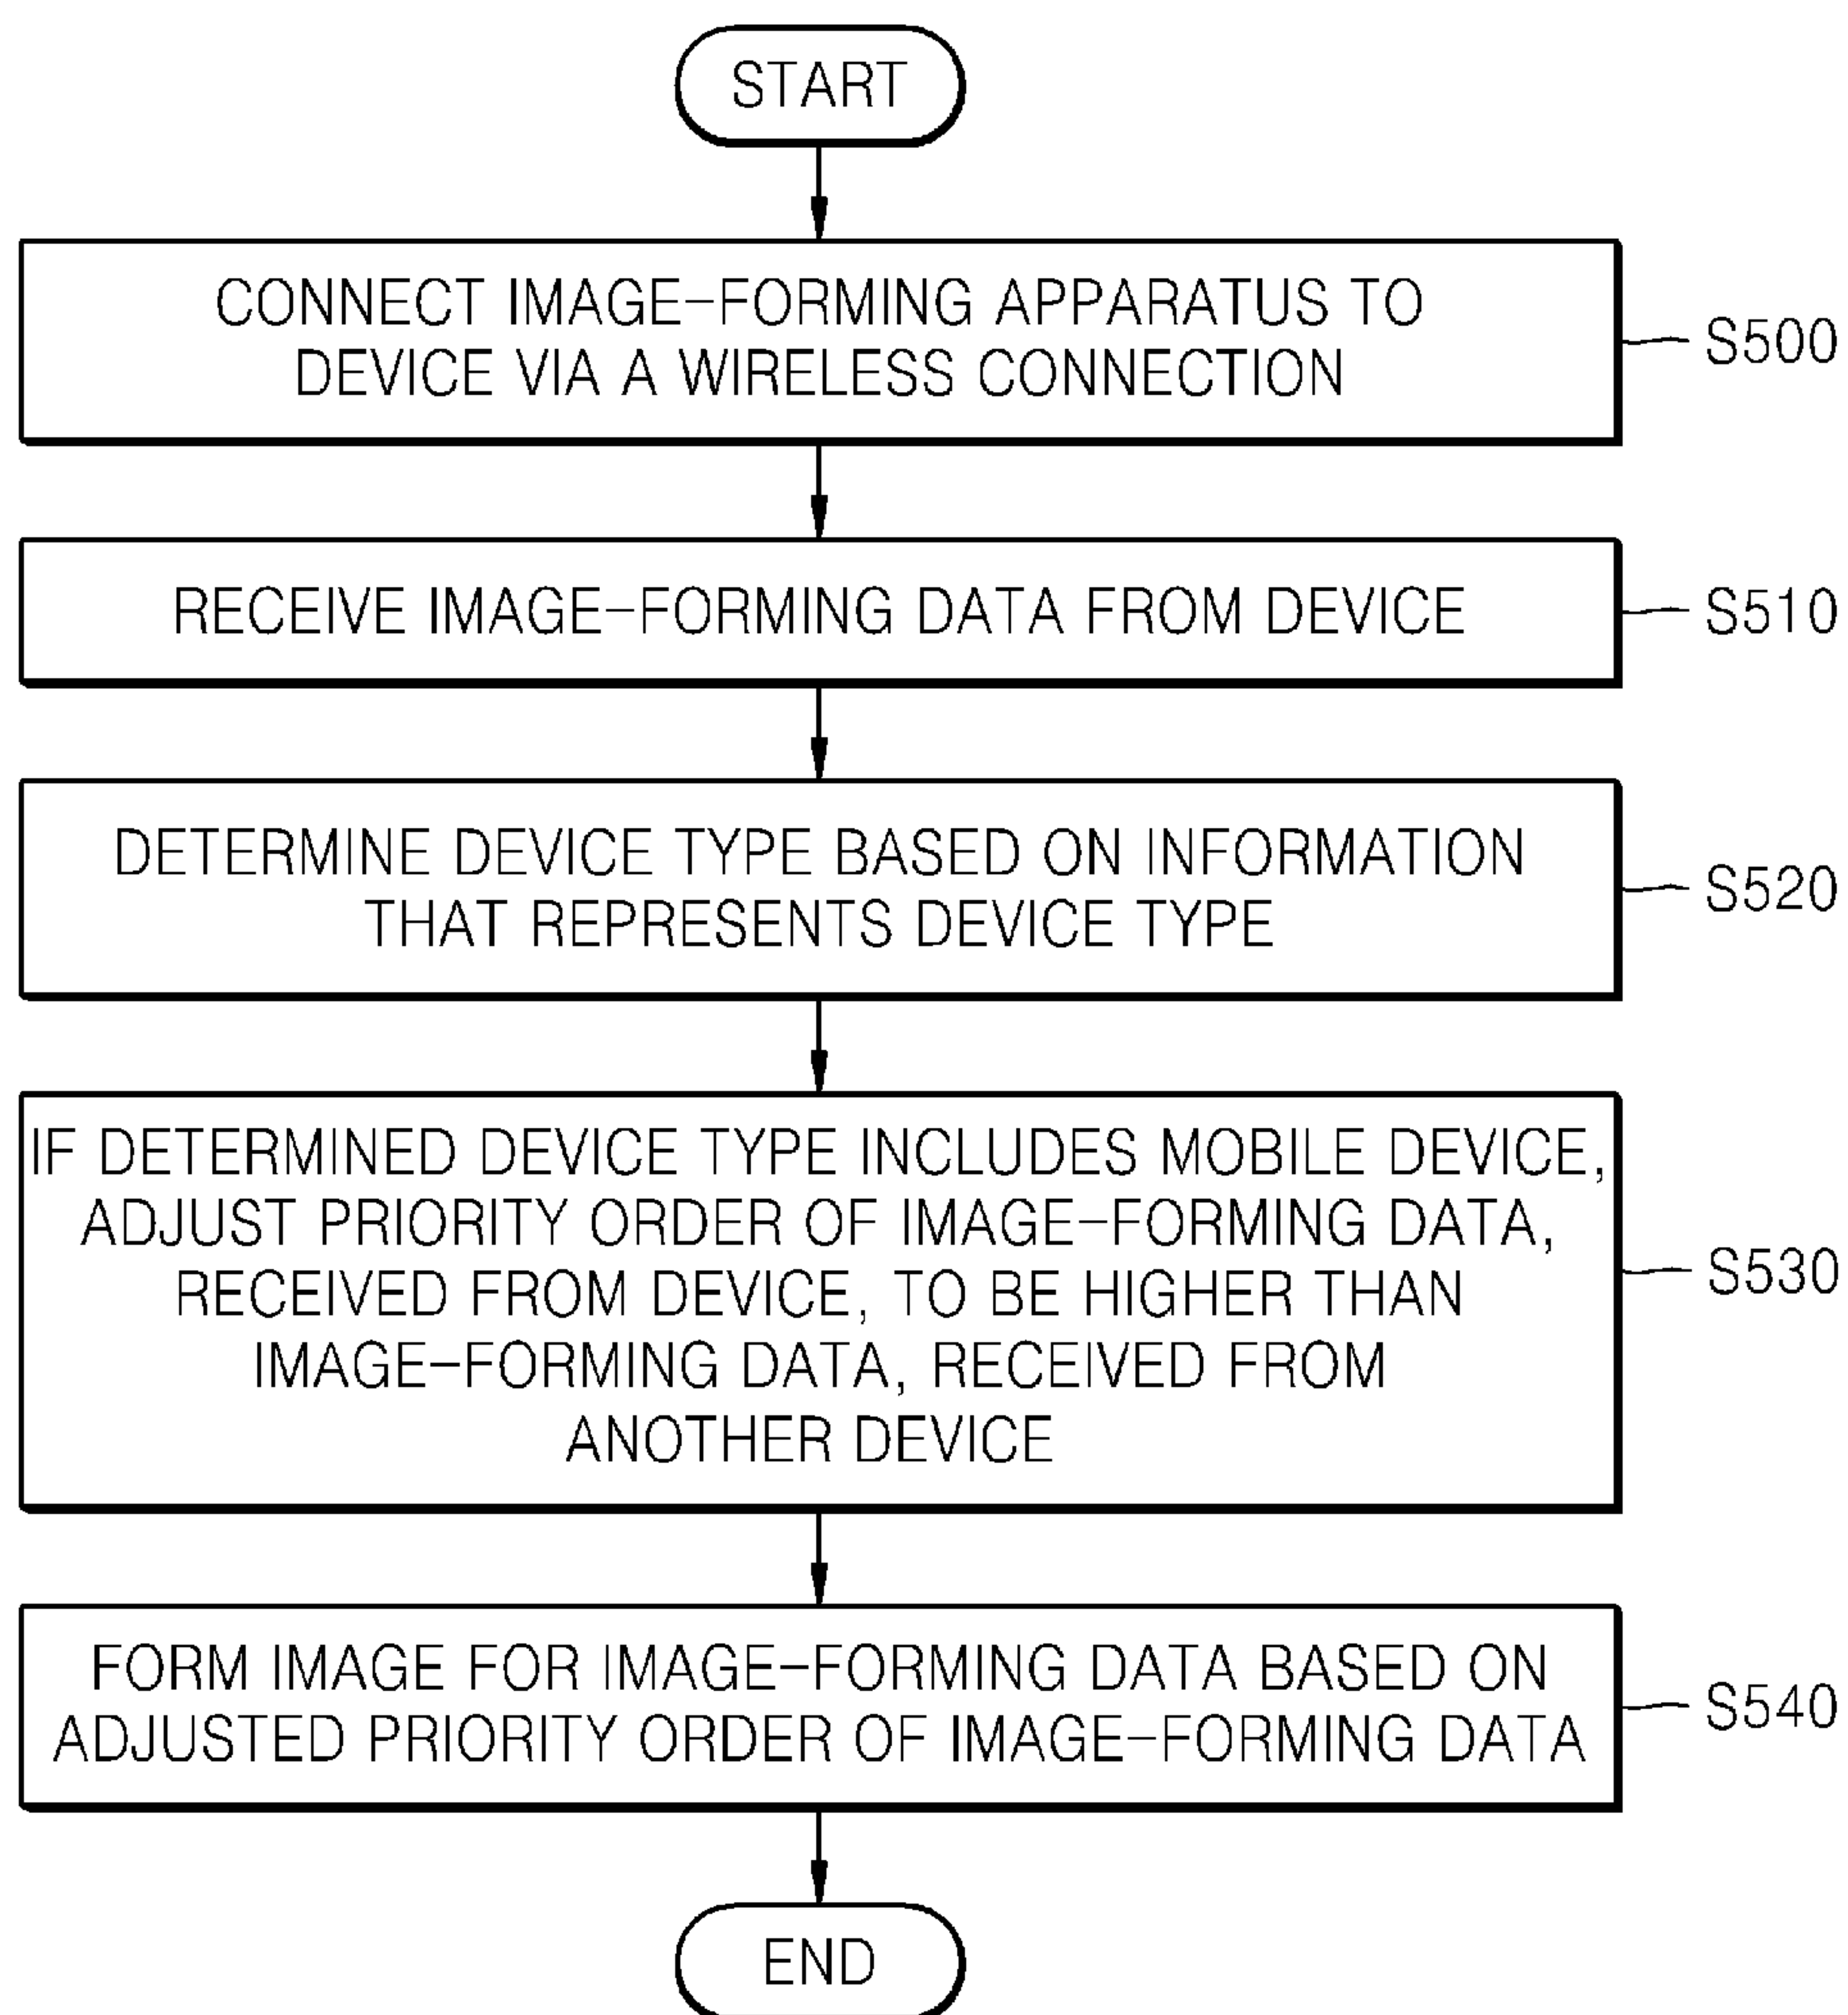 START
CONNECT IMAGE-FORMING APPARATUS TO
DEVICE VIA A WIRELESS CONNECTION
S500
RECEIVE IMAGE-FORMING DATA FROM DEVICE
S510
DETERMINE DEVICE TYPE BASED ON INFORMATION
THAT REPRESENTS DEVICE TYPE
S520
IF DETERMINED DEVICE TYPE INCLUDES MOBILE DEVICE,
ADJUST PRIORITY ORDER OF IMAGE-FORMING DATA,
RECEIVED FROM DEVICE, TO BE HIGHER THAN
IMAGE-FORMING DATA, RECEIVED FROM
ANOTHER DEVICE
S530
FORM IMAGE FOR IMAGE-FORMING DATA BASED ON
ADJUSTED PRIORITY ORDER OF IMAGE-FORMING DATA
S540
END